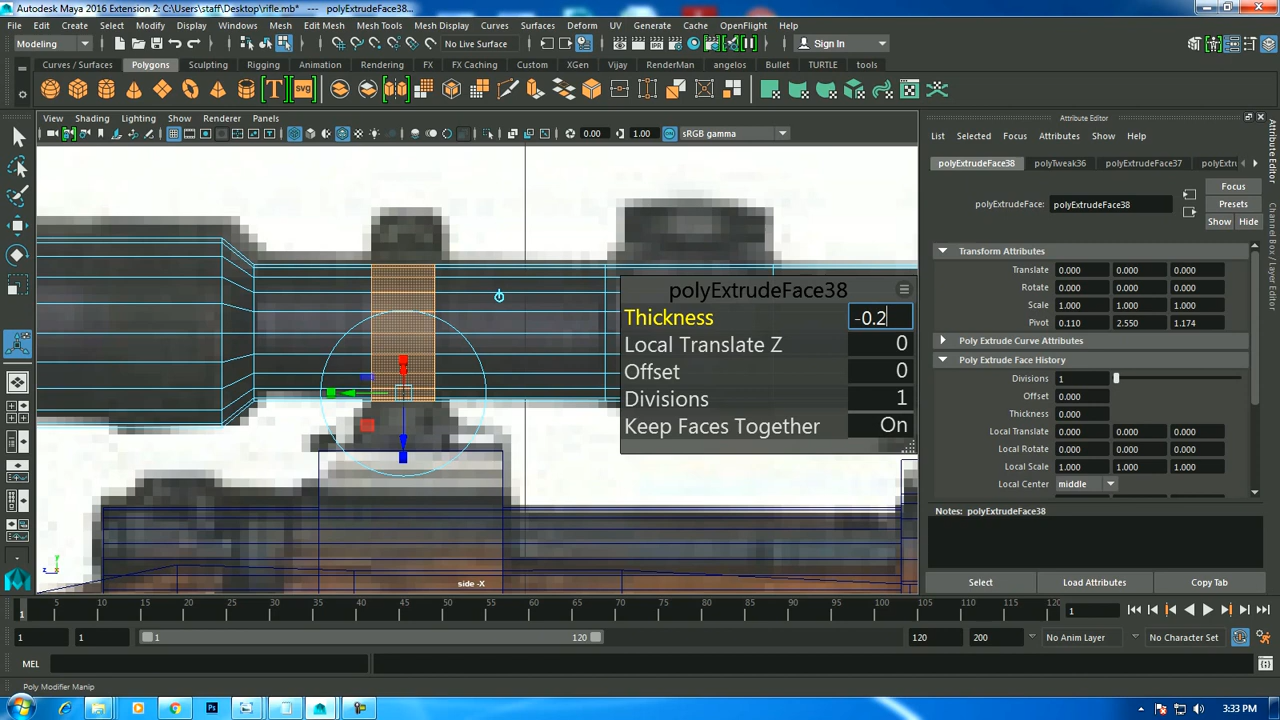 Autodesk Maya 2016 Extension 2: C:\Users\staff\Desktop\rifle.mb* --- polyExtrudeFace38...
File Edit Create Select Modify Display Windows Mesh Edit Mesh Mesh Tools Mesh Display Curves Surfaces Deform UV Generate Cache OpenFlight Help
Modeling No Live Surface Sign In
Curves / Surfaces Polygons Sculpting Rigging Animation Rendering FX FX Caching Custom XGen Vijay RenderMan angelos Bullet TURTLE tools
View Shading Lighting Show Renderer Panels
0.00 1.00 sRGB gamma
polyExtrudeFace38
Thickness -0.2
Local Translate Z 0
Offset 0
Divisions 1
Keep Faces Together On
side -X
Attribute Editor
List Selected Focus Attributes Show Help
polyExtrudeFace38 polyTweak36 polyExtrudeFace37 polyExtru
Focus
polyExtrudeFace: polyExtrudeFace38 Presets
Show Hide
Transform Attributes
Translate 0.000 0.000 0.000
Rotate 0.000 0.000 0.000
Scale 1.000 1.000 1.000
Pivot 0.110 2.550 1.174
Poly Extrude Curve Attributes
Poly Extrude Face History
Divisions 1
Offset 0.000
Thickness 0.000
Local Translate 0.000 0.000 0.000
Local Rotate 0.000 0.000 0.000
Local Scale 1.000 1.000 1.000
Local Center middle
Notes: polyExtrudeFace38
Select Load Attributes Copy Tab
Attribute Editor
Channel Box / Layer Editor
1 5 10 15 20 25 30 35 40 45 50 55 60 65 70 75 80 85 90 95 100 105 110 115 120 1
1 1 1 120 120 200 No Anim Layer No Character Set
MEL
Poly Modifier Manip
3:33 PM